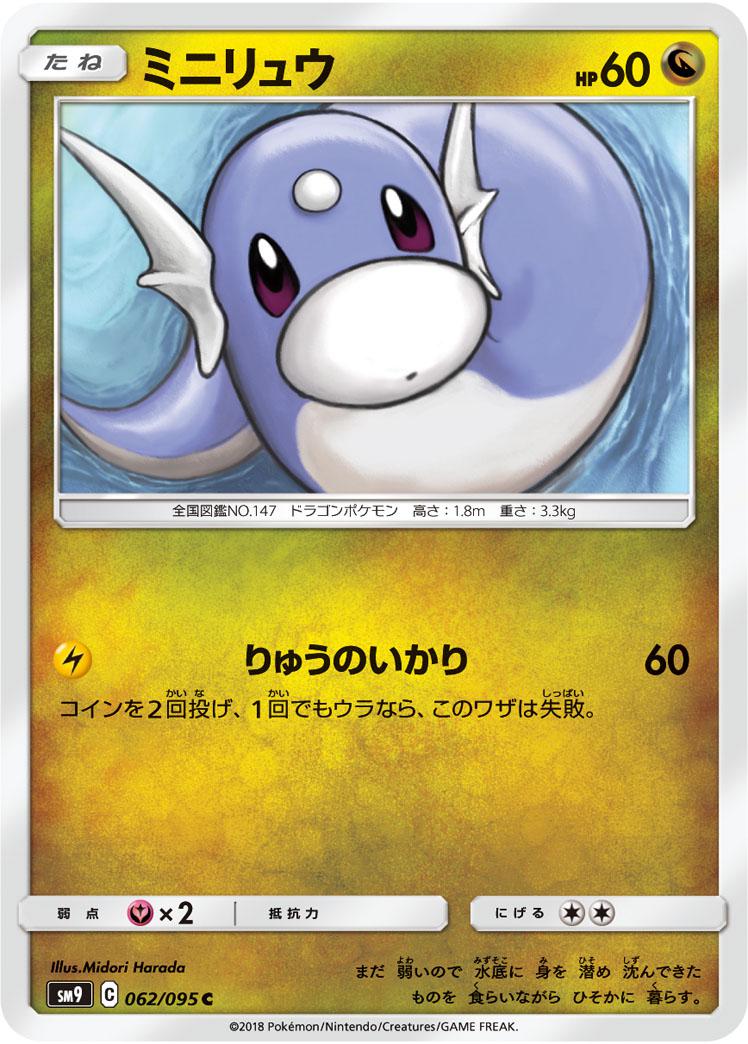 たね ミニリュウ HP60
全国図鑑NO.147 ドラゴンポケモン 高さ：1.8m 重さ：3.3kg
りゅうのいかり 60
コインを2回投げ、1回でもウラなら、このワザは失敗。
弱点 ×2 抵抗力 にげる
Illus.Midori Harada
まだ 弱いので 水底に 身を 潜め 沈んできた
ものを 食らいながら ひそかに 暮らす。
SM9 C 062/095 C
©2018 Pokémon/Nintendo/Creatures/GAME FREAK.